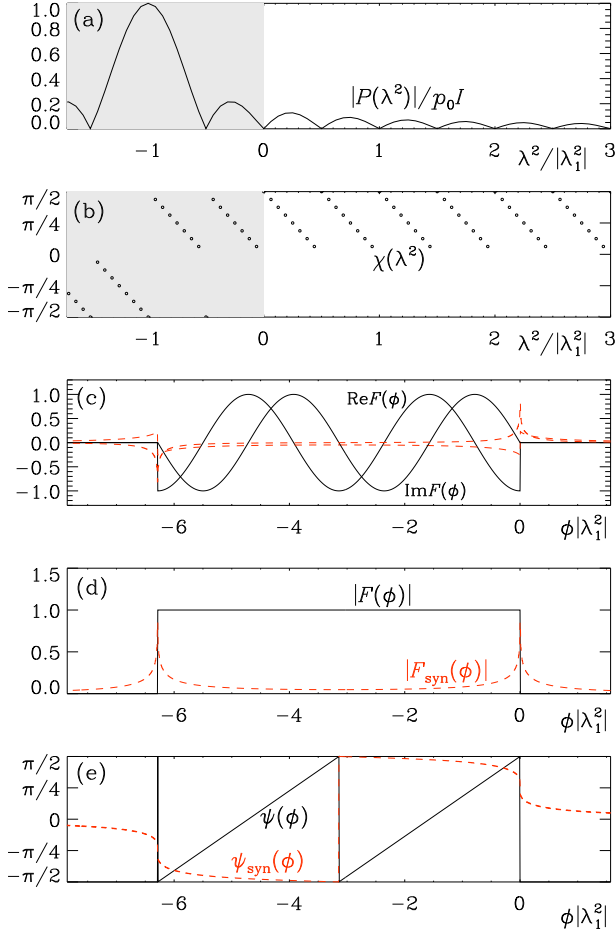 (a)
1.0
0.8
0.6
0.4
0.2
0.0
|P(λ²)|/p₀I
−1 0 1 2 3
λ²/|λ₁²|
(b)
π/2
π/4
0
−π/4
−π/2
χ(λ²)
−1 0 1 2 3
λ²/|λ₁²|
(c)
1.0
0.5
0.0
−0.5
−1.0
ReF(ϕ)
ImF(ϕ)
−6 −4 −2 0
ϕ|λ₁²|
(d)
1.5
1.0
0.5
0.0
|F(ϕ)|
|Fsyn(ϕ)|
−6 −4 −2 0
ϕ|λ₁²|
(e)
π/2
π/4
0
−π/4
−π/2
ψ(ϕ)
ψsyn(ϕ)
−6 −4 −2 0
ϕ|λ₁²|